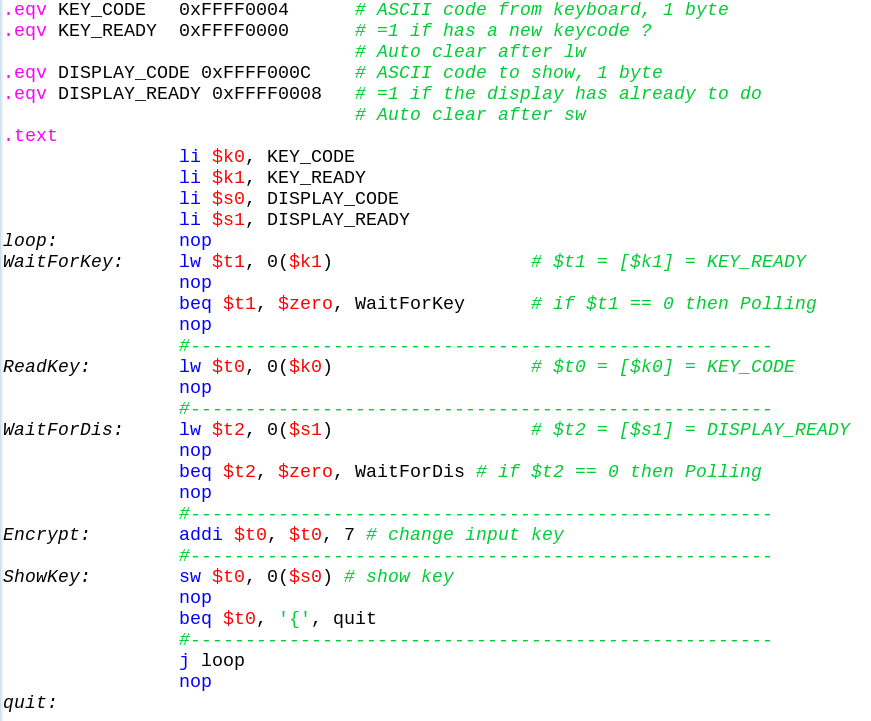 .eqv KEY_CODE   0xFFFF0004      # ASCII code from keyboard, 1 byte
.eqv KEY_READY  0xFFFF0000      # =1 if has a new keycode ?
                                # Auto clear after lw
.eqv DISPLAY_CODE 0xFFFF000C    # ASCII code to show, 1 byte
.eqv DISPLAY_READY 0xFFFF0008   # =1 if the display has already to do
                                # Auto clear after sw
.text
                li $k0, KEY_CODE
                li $k1, KEY_READY
                li $s0, DISPLAY_CODE
                li $s1, DISPLAY_READY
loop:           nop
WaitForKey:     lw $t1, 0($k1)                  # $t1 = [$k1] = KEY_READY
                nop
                beq $t1, $zero, WaitForKey      # if $t1 == 0 then Polling
                nop
                #-----------------------------------------------------
ReadKey:        lw $t0, 0($k0)                  # $t0 = [$k0] = KEY_CODE
                nop
                #-----------------------------------------------------
WaitForDis:     lw $t2, 0($s1)                  # $t2 = [$s1] = DISPLAY_READY
                nop
                beq $t2, $zero, WaitForDis # if $t2 == 0 then Polling
                nop
                #-----------------------------------------------------
Encrypt:        addi $t0, $t0, 7 # change input key
                #-----------------------------------------------------
ShowKey:        sw $t0, 0($s0) # show key
                nop
                beq $t0, '{', quit
                #-----------------------------------------------------
                j loop
                nop
quit: